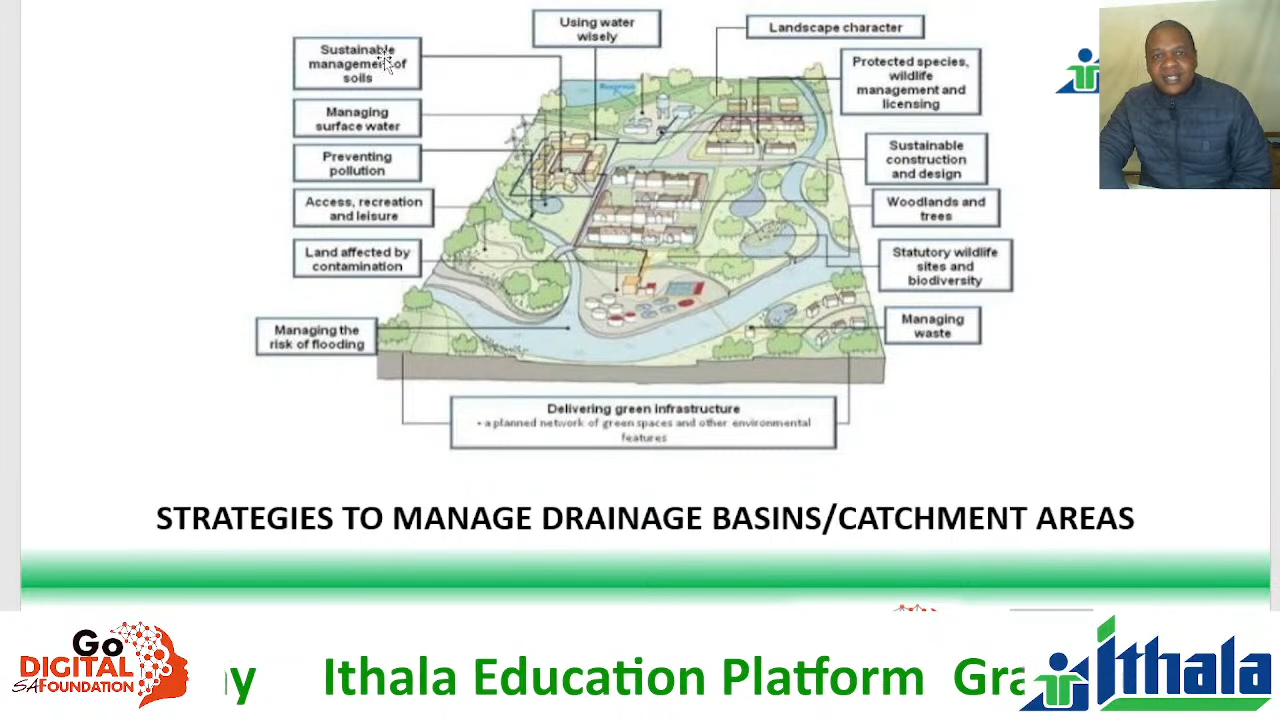 Using water
wisely
Landscape character
Sustainable
management of
soils
Protected species,
wildlife
management and
licensing
Managing
surface water
Preventing
pollution
Sustainable
construction
and design
Access, recreation
and leisure
Woodlands and
trees
Land affected by
contamination
Statutory wildlife
sites and
biodiversity
Managing the
risk of flooding
Managing
waste
Delivering green infrastructure
- a planned network of green spaces and other environmental
features
STRATEGIES TO MANAGE DRAINAGE BASINS/CATCHMENT AREAS
Go
DIGITAL
SA FOUNDATION
ay Ithala Education Platform Gra
Ithala